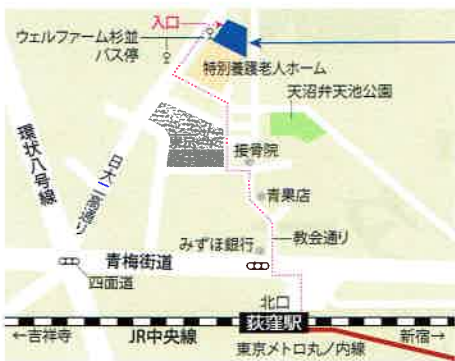 入口
ウェルファーム杉並
バス停
特別養護老人ホーム
天沼弁天池公園
環状八号線
日大二高通り
接骨院
青果店
みずほ銀行
教会通り
青梅街道
四面道
北口
荻窪駅
←吉祥寺
JR中央線
新宿→
東京メトロ丸ノ内線